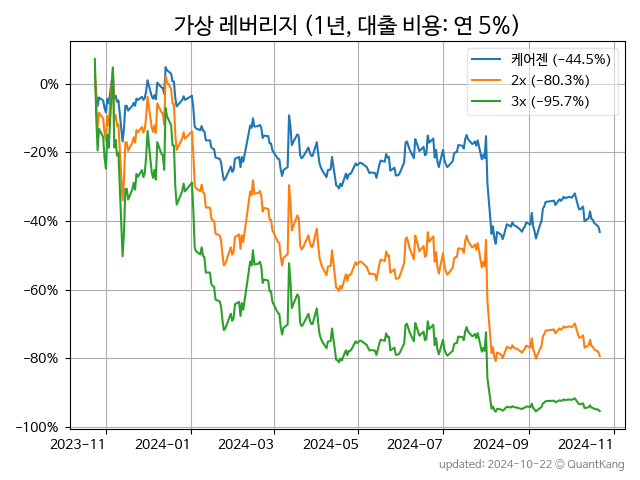 가상 레버리지 (1년, 대출 비용: 연 5%)
케어젠 (−44.5%)
2x (−80.3%)
3x (−95.7%)
0%
−20%
−40%
−60%
−80%
−100%
2023−11 2024−01 2024−03 2024−05 2024−07 2024−09 2024−11
updated: 2024-10-22 © QuantKang